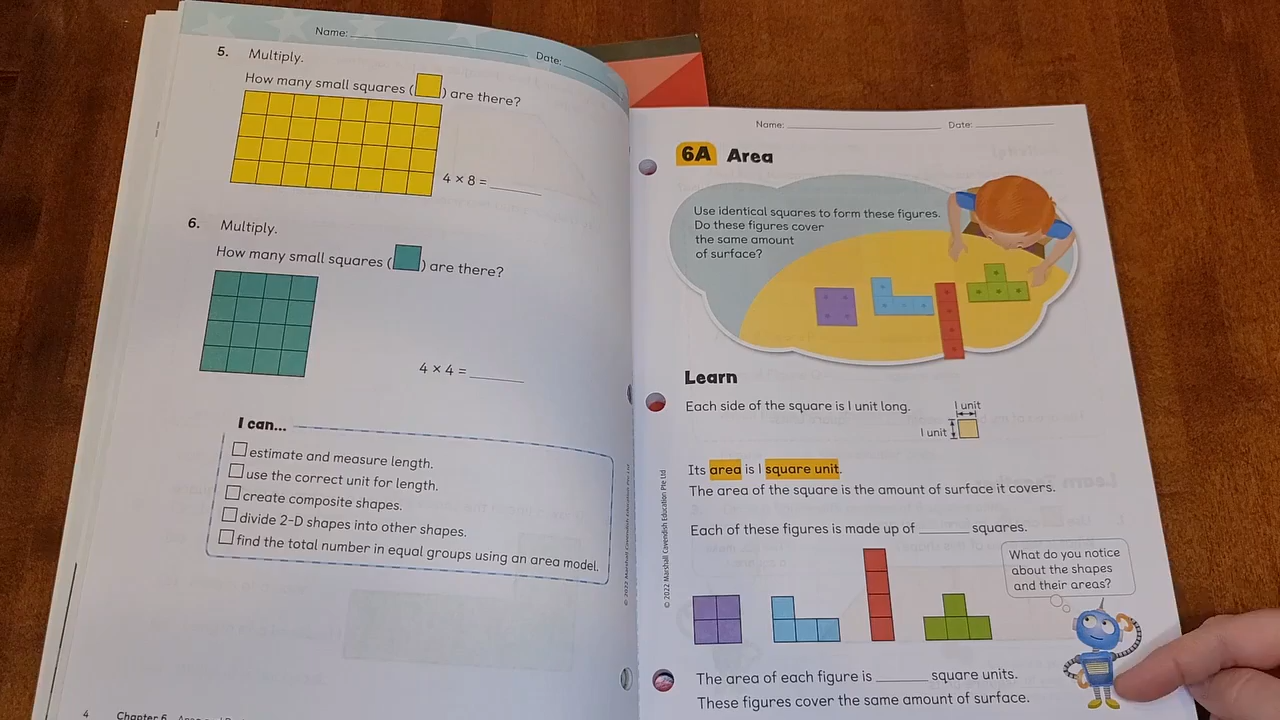 Name:
Date:
5. Multiply.
How many small squares ( ) are there?
4 × 8 =
6. Multiply.
How many small squares ( ) are there?
4 × 4 =
I can...
estimate and measure length.
use the correct unit for length.
create composite shapes.
divide 2-D shapes into other shapes.
find the total number in equal groups using an area model.
4 Chapter 6
© 2022 Marshall Cavendish Education Pte Ltd
Name: Date:
6A Area
Use identical squares to form these figures.
Do these figures cover
the same amount
of surface?
Learn
Each side of the square is 1 unit long.
1 unit
1 unit
Its area is 1 square unit.
The area of the square is the amount of surface it covers.
Each of these figures is made up of ______ squares.
What do you notice
about the shapes
and their areas?
The area of each figure is ______ square units.
These figures cover the same amount of surface.
© 2022 Marshall Cavendish Education Pte Ltd